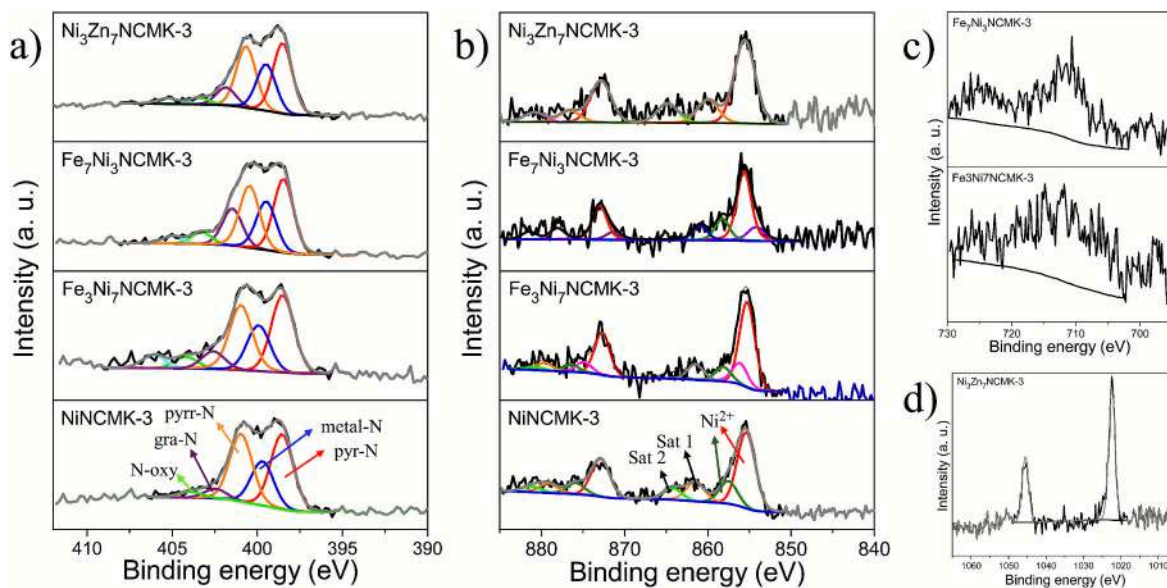 a)
Intensity (a. u.)
Ni₃Zn₇NCMK-3
Fe₇Ni₃NCMK-3
Fe₃Ni₇NCMK-3
NiNCMK-3
pyrr-N
gra-N
N-oxy
metal-N
pyr-N
410 405 400 395 390
Binding energy (eV)
b)
Intensity (a. u.)
Ni₃Zn₇NCMK-3
Fe₇Ni₃NCMK-3
Fe₃Ni₇NCMK-3
NiNCMK-3
Ni²⁺
Sat 1
Sat 2
880 870 860 850 840
Binding energy (eV)
c)
Intensity (a. u.)
Fe₇Ni₃NCMK-3
Fe3Ni7NCMK-3
730 720 710 700
Binding energy (eV)
d)
Intensity (a. u.)
Ni₃Zn₇NCMK-3
1060 1050 1040 1030 1020 1010
Binding energy (eV)